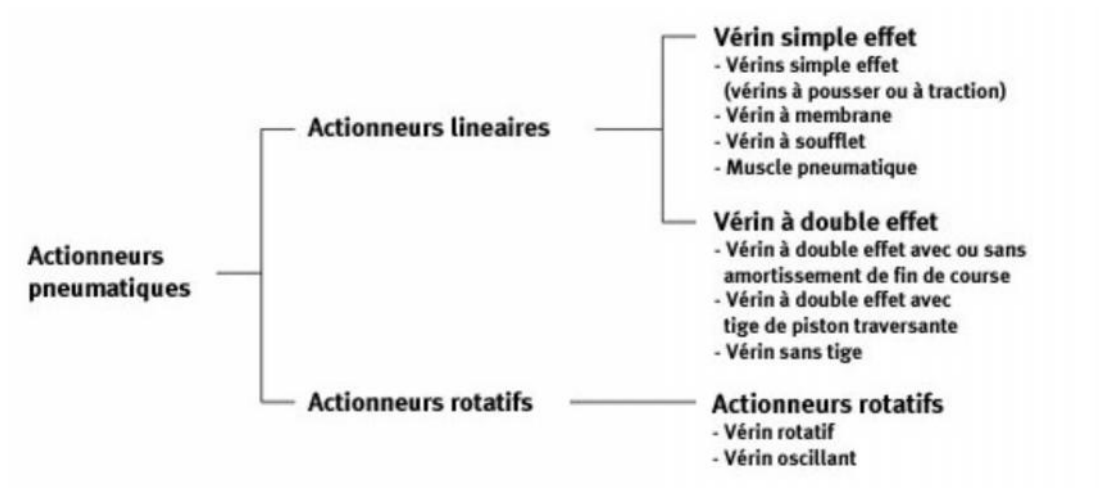 Actionneurs
pneumatiques
Actionneurs lineaires
Vérin simple effet
- Vérins simple effet
(vérins à pousser ou à traction)
- Vérin à membrane
- Vérin à soufflet
- Muscle pneumatique
Vérin à double effet
- Vérin à double effet avec ou sans
amortissement de fin de course
- Vérin à double effet avec
tige de piston traversante
- Vérin sans tige
Actionneurs rotatifs
Actionneurs rotatifs
- Vérin rotatif
- Vérin oscillant